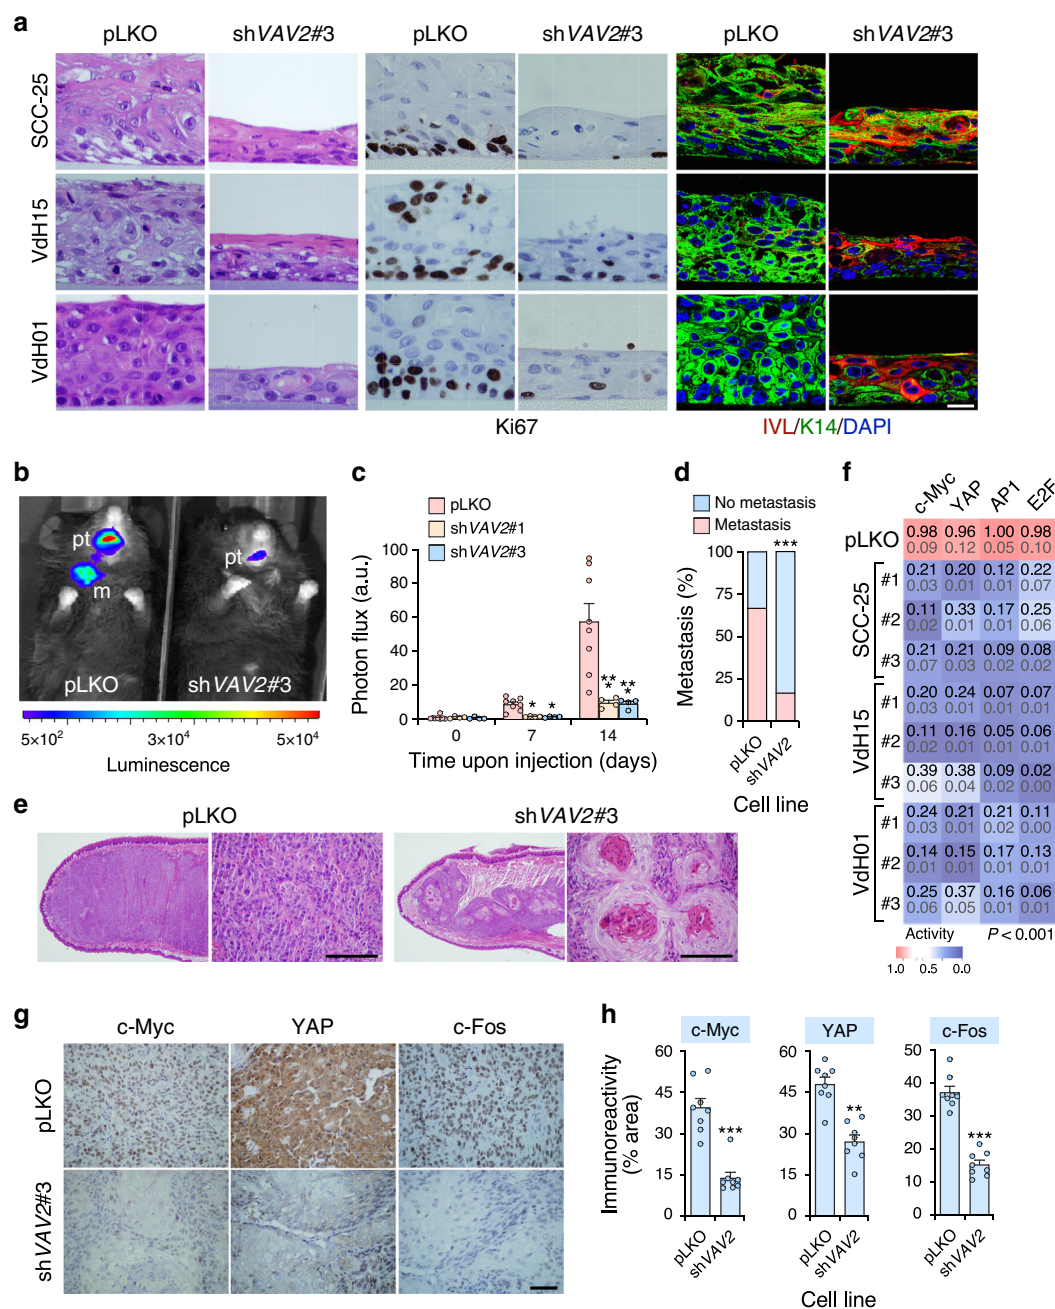 a
pLKO shVAV2#3 pLKO shVAV2#3 pLKO shVAV2#3
SCC-25
VdH15
VdH01
Ki67
IVL/K14/DAPI
b
pt
m
pt
pLKO
shVAV2#3
5×10² 3×10⁴ 5×10⁴
Luminescence
c
pLKO
shVAV2#1
shVAV2#3
Photon flux (a.u.)
100
80
60
40
20
0
* *
*** ***
0 7 14
Time upon injection (days)
d
No metastasis
Metastasis
***
Metastasis (%)
100
75
50
25
0
pLKO
shVAV2
Cell line
e
pLKO
shVAV2#3
f
c-Myc YAP AP1 E2F
pLKO
0.98 0.96 1.00 0.98
0.09 0.12 0.05 0.10
SCC-25
#1
0.21 0.20 0.12 0.22
0.03 0.01 0.01 0.07
#2
0.11 0.33 0.17 0.25
0.02 0.01 0.01 0.06
#3
0.21 0.21 0.09 0.08
0.07 0.03 0.02 0.02
VdH15
#1
0.20 0.24 0.07 0.07
0.03 0.01 0.01 0.01
#2
0.11 0.16 0.05 0.06
0.02 0.01 0.01 0.01
#3
0.39 0.38 0.09 0.02
0.06 0.04 0.02 0.00
VdH01
#1
0.24 0.21 0.21 0.11
0.03 0.01 0.02 0.00
#2
0.14 0.15 0.17 0.13
0.01 0.01 0.01 0.01
#3
0.25 0.37 0.16 0.06
0.06 0.05 0.01 0.01
Activity P < 0.001
1.0 0.5 0.0
g
c-Myc YAP c-Fos
pLKO
shVAV2#3
h
Immunoreactivity
(% area)
c-Myc
60
45
30
15
0
***
pLKO
shVAV2
YAP
60
45
30
15
0
**
pLKO
shVAV2
c-Fos
50
40
30
20
10
0
***
pLKO
shVAV2
Cell line